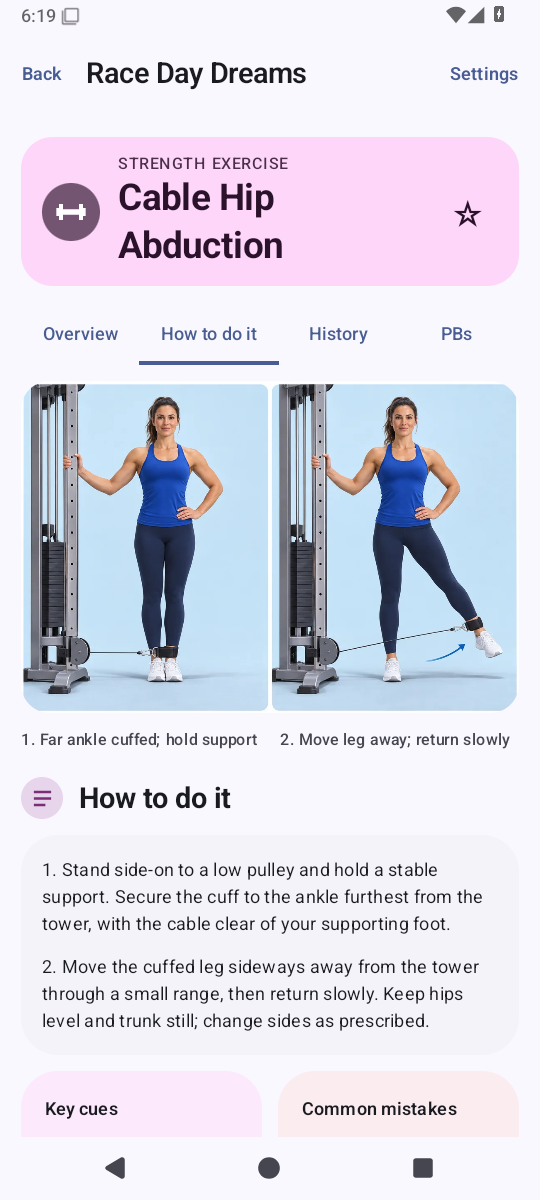 6:19
Back Race Day Dreams Settings
STRENGTH EXERCISE
Cable Hip
Abduction
Overview How to do it History PBs
1. Far ankle cuffed; hold support 2. Move leg away; return slowly
How to do it
1. Stand side-on to a low pulley and hold a stable
support. Secure the cuff to the ankle furthest from the
tower, with the cable clear of your supporting foot.
2. Move the cuffed leg sideways away from the tower
through a small range, then return slowly. Keep hips
level and trunk still; change sides as prescribed.
Key cues Common mistakes